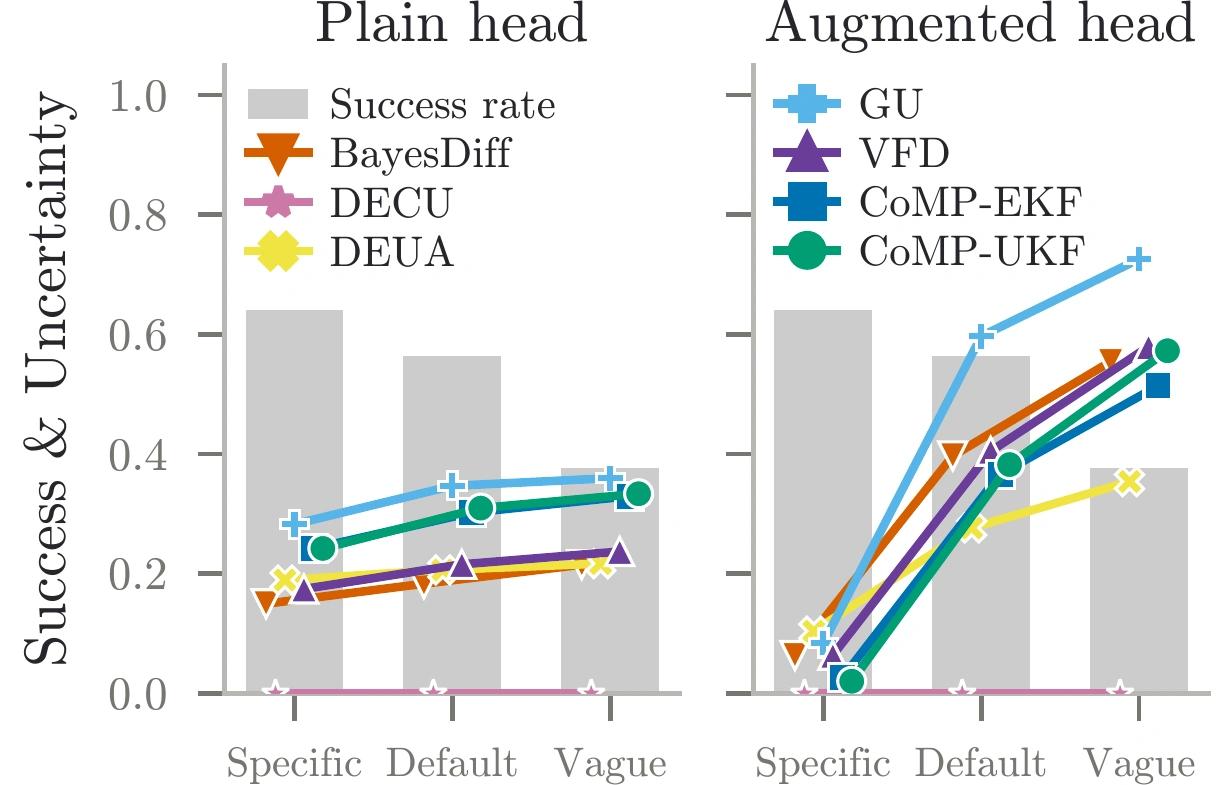 Plain head
Augmented head
Success & Uncertainty
1.0
0.8
0.6
0.4
0.2
0.0
Success rate
BayesDiff
DECU
DEUA
GU
VFD
CoMP-EKF
CoMP-UKF
Specific Default Vague
Specific Default Vague